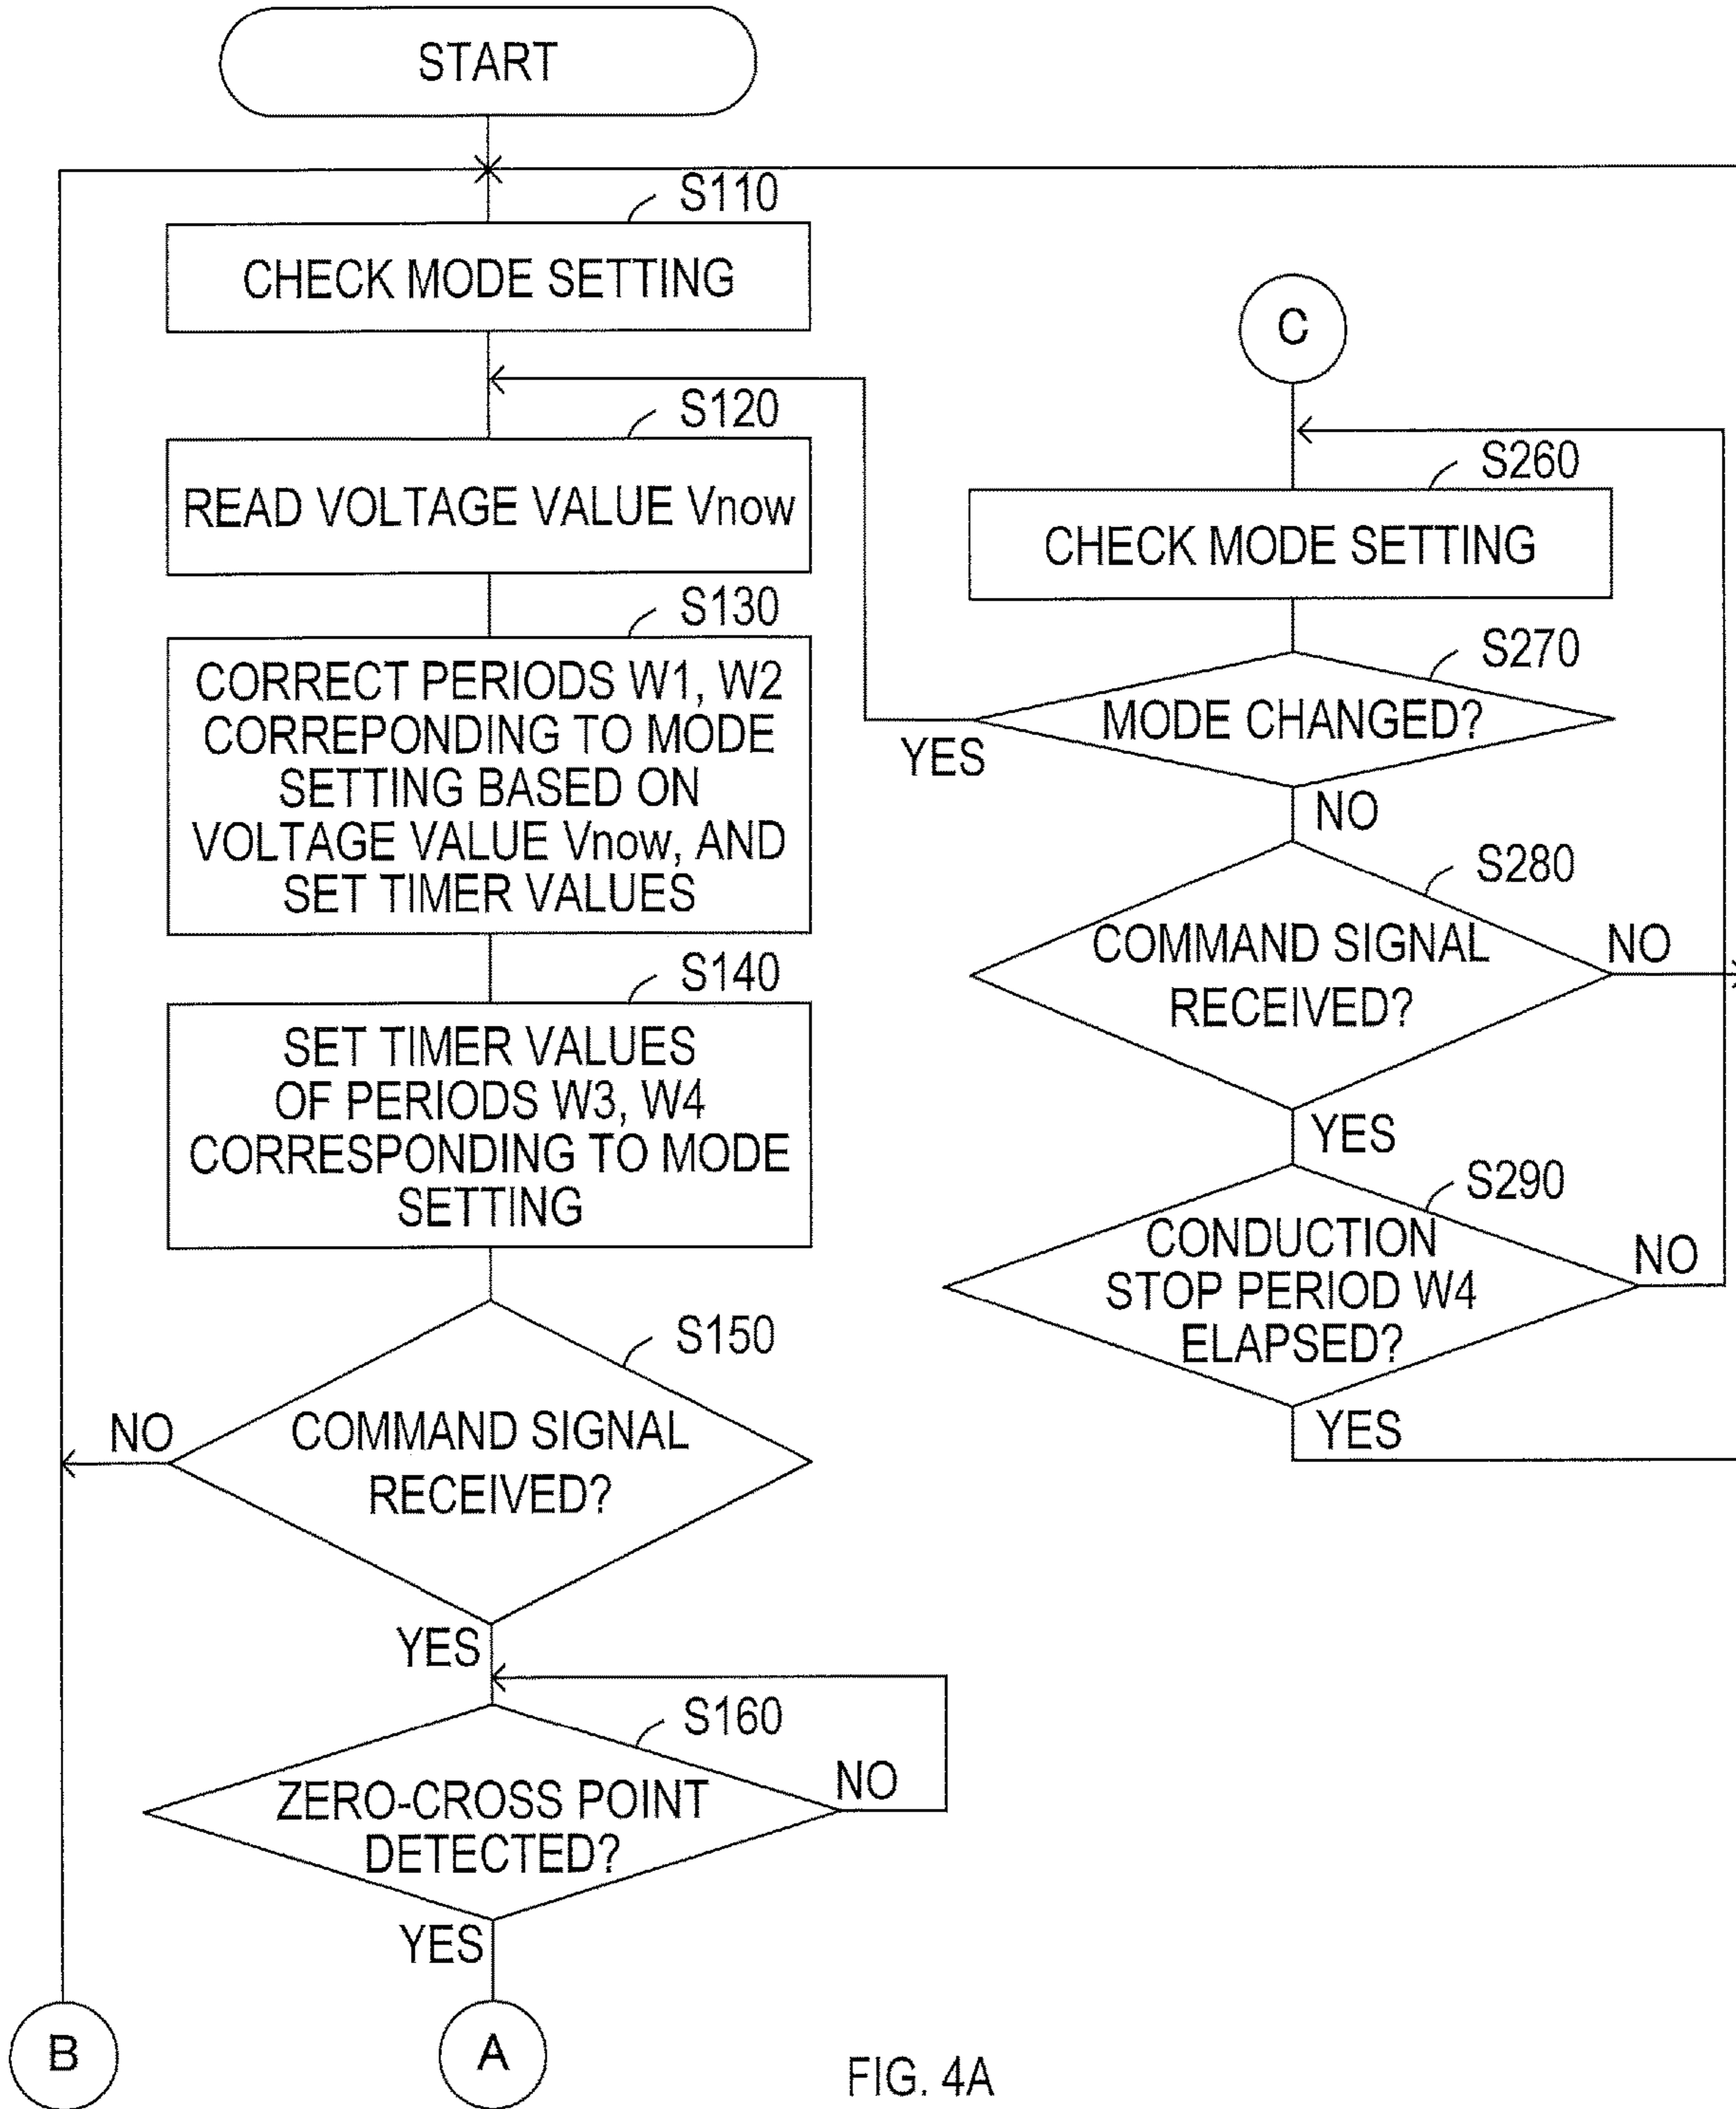 START
S110
CHECK MODE SETTING
S120
READ VOLTAGE VALUE Vnow
S130
CORRECT PERIODS W1, W2
CORREPONDING TO MODE
SETTING BASED ON
VOLTAGE VALUE Vnow, AND
SET TIMER VALUES
S140
SET TIMER VALUES
OF PERIODS W3, W4
CORRESPONDING TO MODE
SETTING
S150
COMMAND SIGNAL
RECEIVED?
NO
YES
S160
ZERO-CROSS POINT
DETECTED?
NO
YES
B
A
C
S260
CHECK MODE SETTING
S270
MODE CHANGED?
YES
NO
S280
COMMAND SIGNAL
RECEIVED?
NO
YES
S290
CONDUCTION
STOP PERIOD W4
ELAPSED?
NO
YES
FIG. 4A